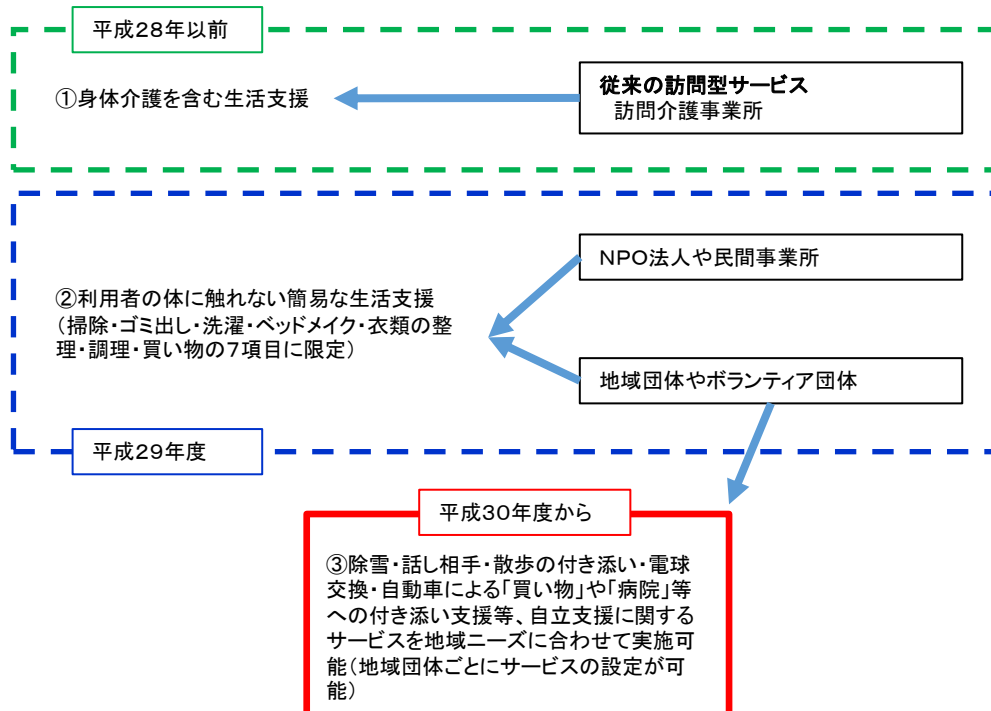 平成28年以前
①身体介護を含む生活支援
従来の訪問型サービス
訪問介護事業所
NPO法人や民間事業所
②利用者の体に触れない簡易な生活支援
(掃除・ゴミ出し・洗濯・ベッドメイク・衣類の整
理・調理・買い物の7項目に限定)
地域団体やボランティア団体
平成29年度
平成30年度から
③除雪・話し相手・散歩の付き添い・電球
交換・自動車による「買い物」や「病院」等
への付き添い支援等、自立支援に関する
サービスを地域ニーズに合わせて実施可
能(地域団体ごとにサービスの設定が可
能)